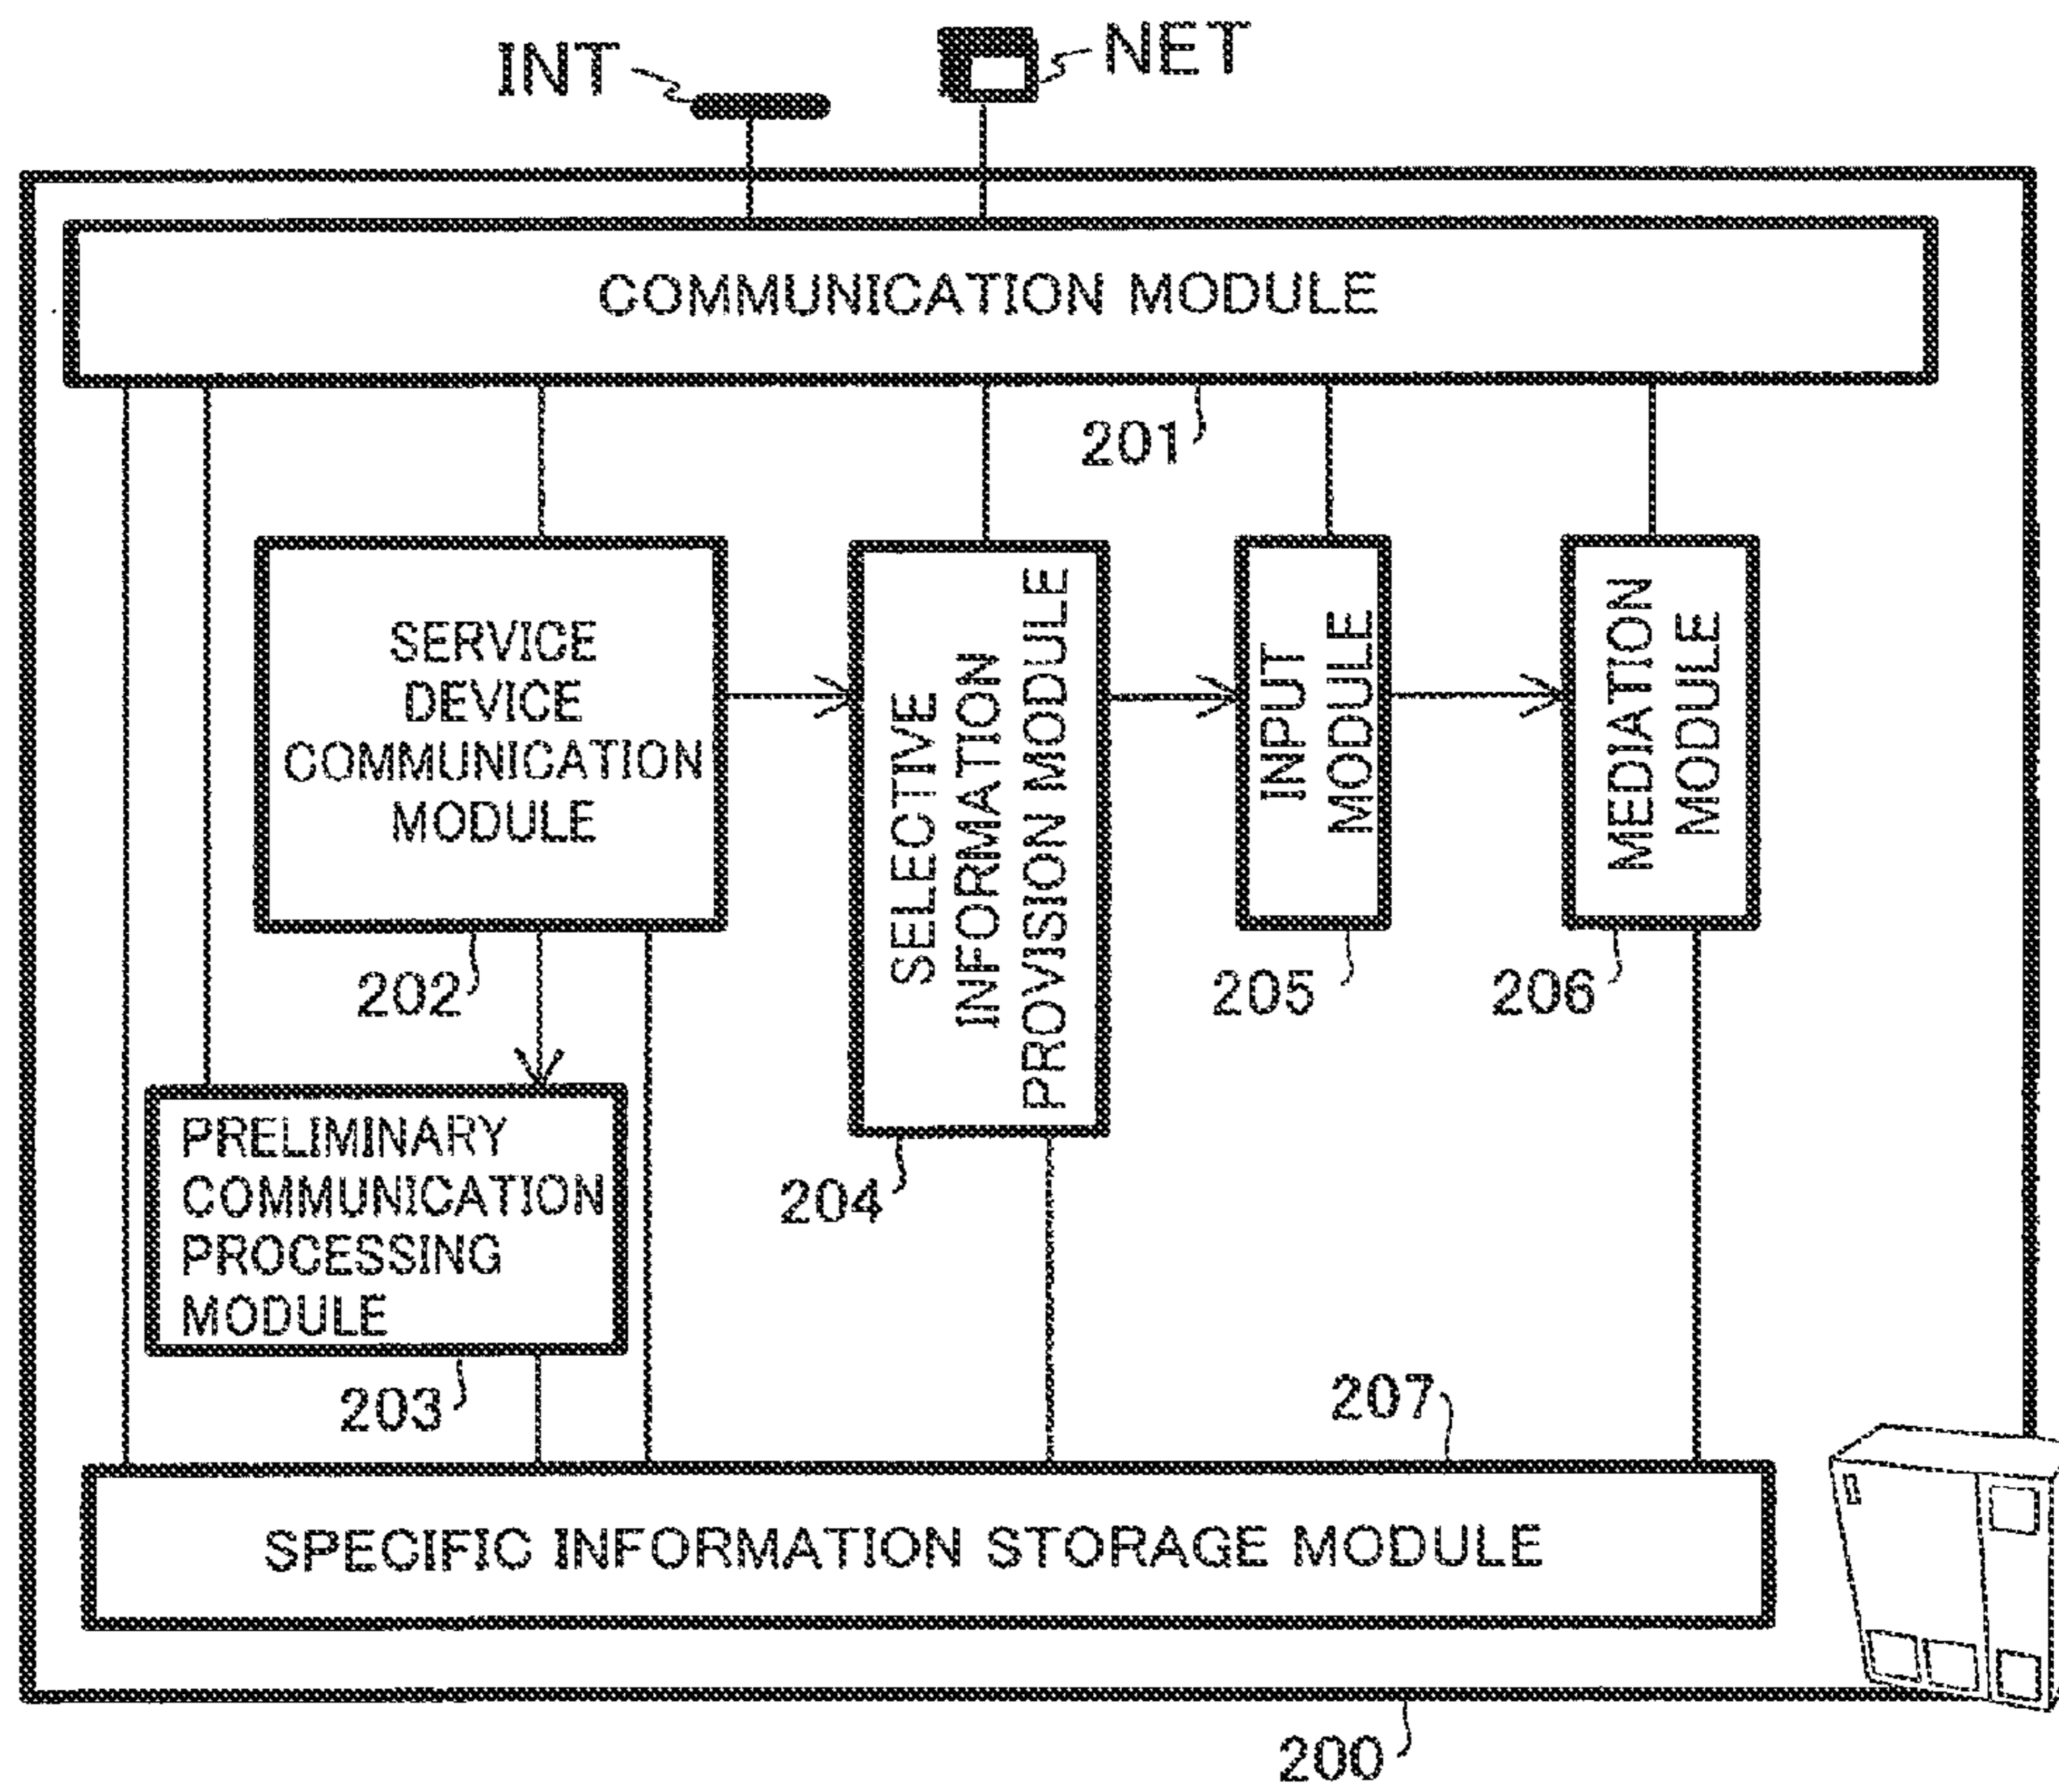 INT
NET
COMMUNICATION MODULE
201
SERVICE
DEVICE
COMMUNICATION
MODULE
202
SELECTIVE
INFORMATION
PROVISION MODULE
204
INPUT
MODULE
205
MEDIATION
MODULE
206
PRELIMINARY
COMMUNICATION
PROCESSING
MODULE
203
207
SPECIFIC INFORMATION STORAGE MODULE
200